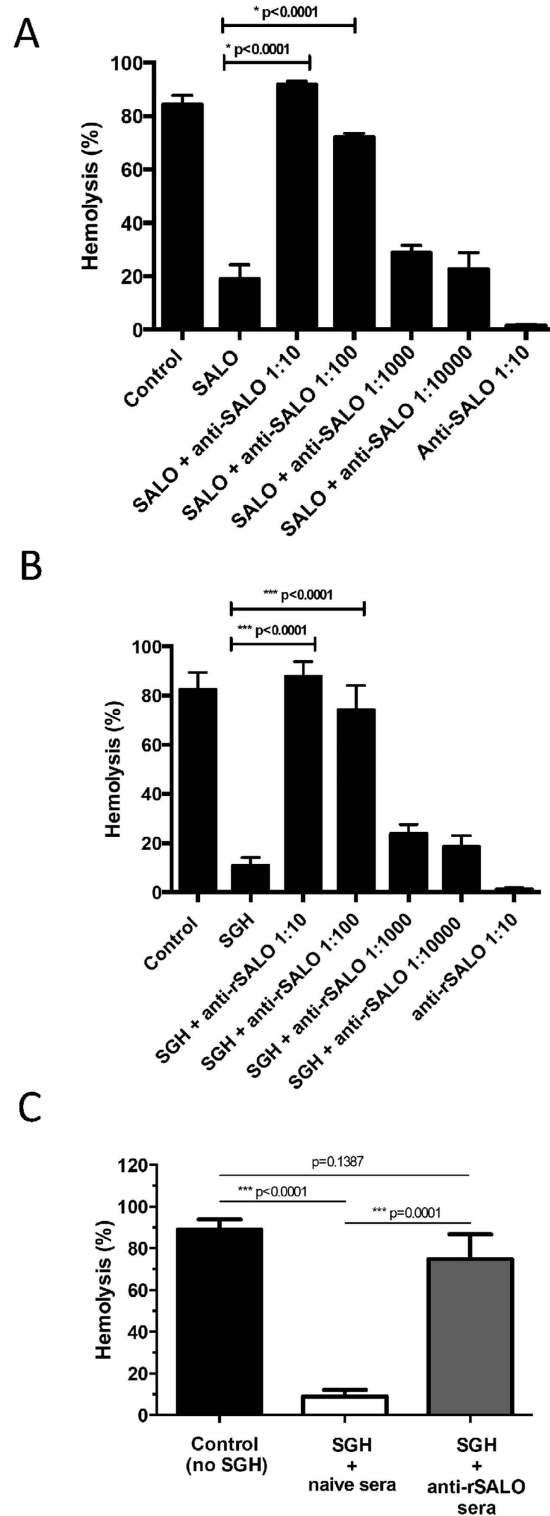 A
* p<0.0001
* p<0.0001
Hemolysis (%)
100
80
60
40
20
0
Control
SALO
SALO + anti-SALO 1:10
SALO + anti-SALO 1:100
SALO + anti-SALO 1:1000
SALO + anti-SALO 1:10000
Anti-SALO 1:10
B
*** p<0.0001
*** p<0.0001
Hemolysis (%)
100
80
60
40
20
0
Control
SGH
SGH + anti-rSALO 1:10
SGH + anti-rSALO 1:100
SGH + anti-rSALO 1:1000
SGH + anti-rSALO 1:10000
anti-rSALO 1:10
C
p=0.1387
*** p<0.0001
*** p=0.0001
Hemolysis (%)
120
100
80
60
40
20
0
Control
(no SGH)
SGH
+
naive sera
SGH
+
anti-rSALO
sera